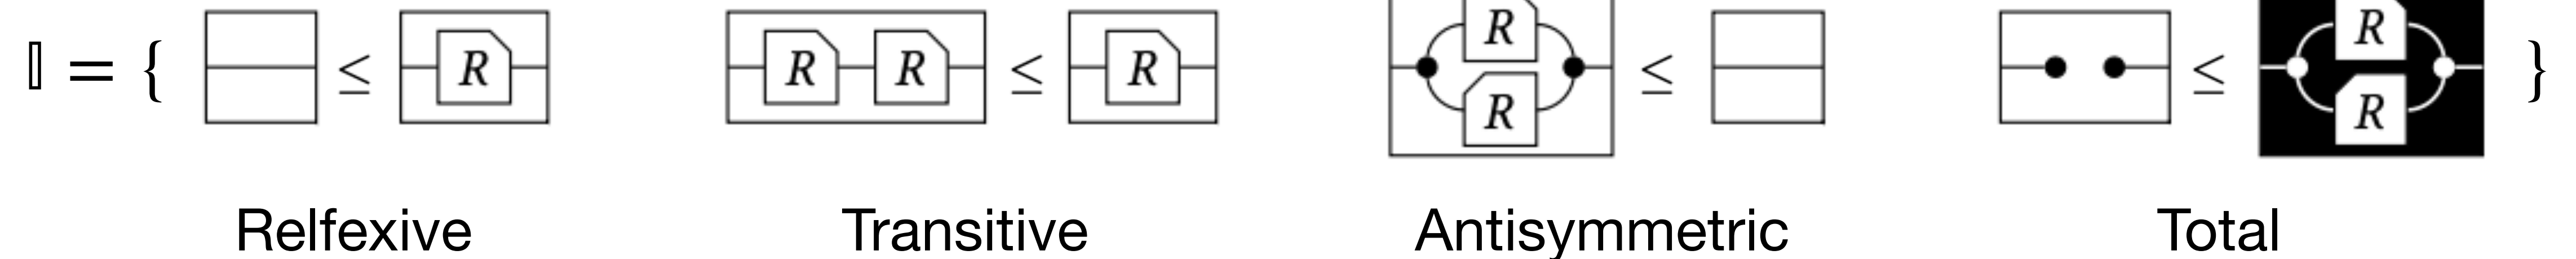 𝕀 = { ≤ R R R ≤ R R R ≤ ≤ R R }
Relfexive Transitive Antisymmetric Total